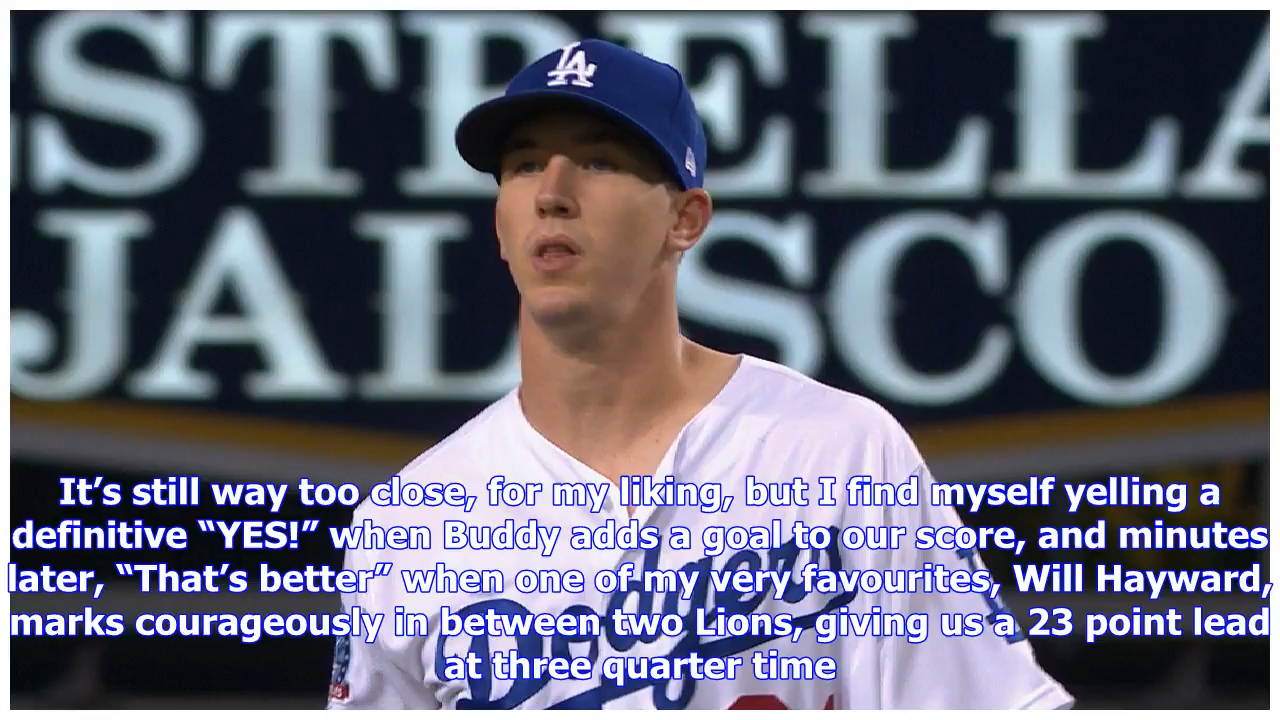 ESTRELLA
JALISCO
LA
It’s still way too close, for my liking, but I find myself yelling a
definitive “YES!” when Buddy adds a goal to our score, and minutes
later, “That’s better” when one of my very favourites, Will Hayward,
marks courageously in between two Lions, giving us a 23 point lead
at three quarter time
Dodgers